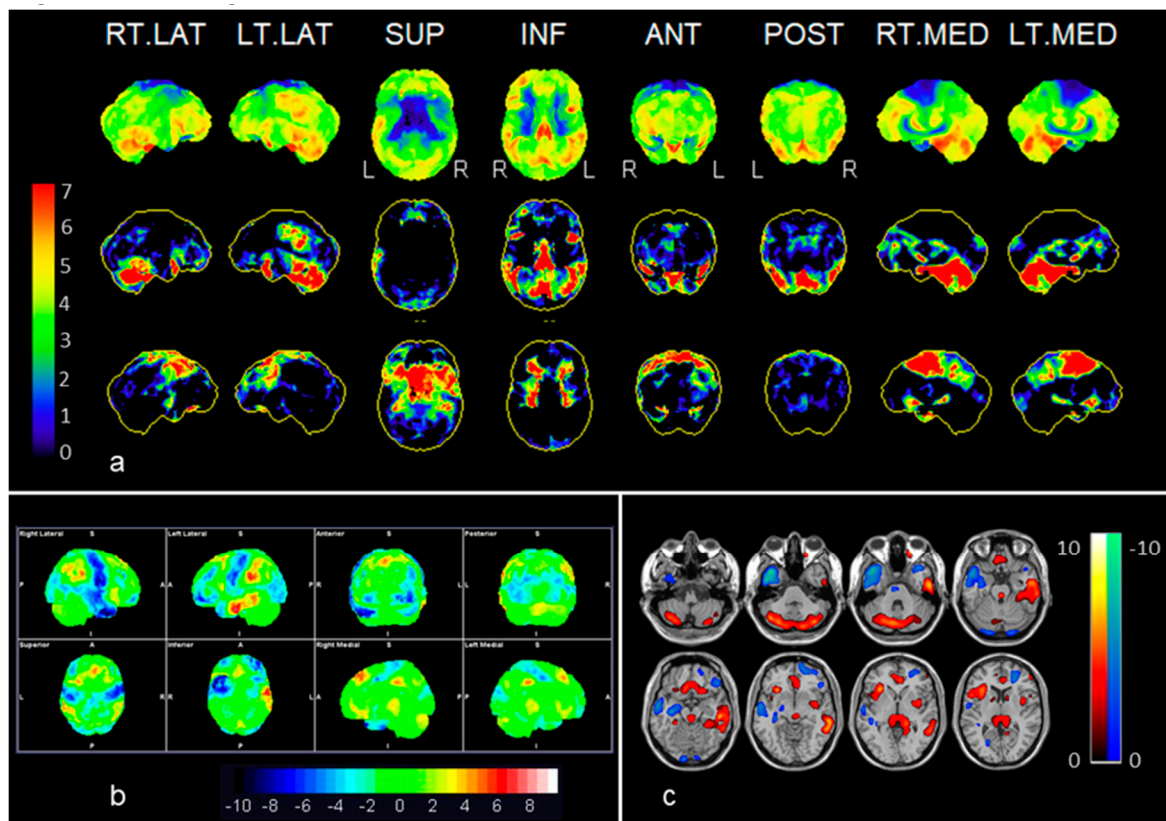 RT.LAT LT.LAT SUP INF ANT POST RT.MED LT.MED
L R R L R L L R
7
6
5
4
3
2
1
0
a
Right Lateral S Left Lateral S Anterior S Posterior S
P A A P R L L R
I I I I
Superior A Inferior A Right Medial S Left Medial S
L R R L A P P A
P P I I
-10 -8 -6 -4 -2 0 2 4 6 8
b
10 -10
0 0
c